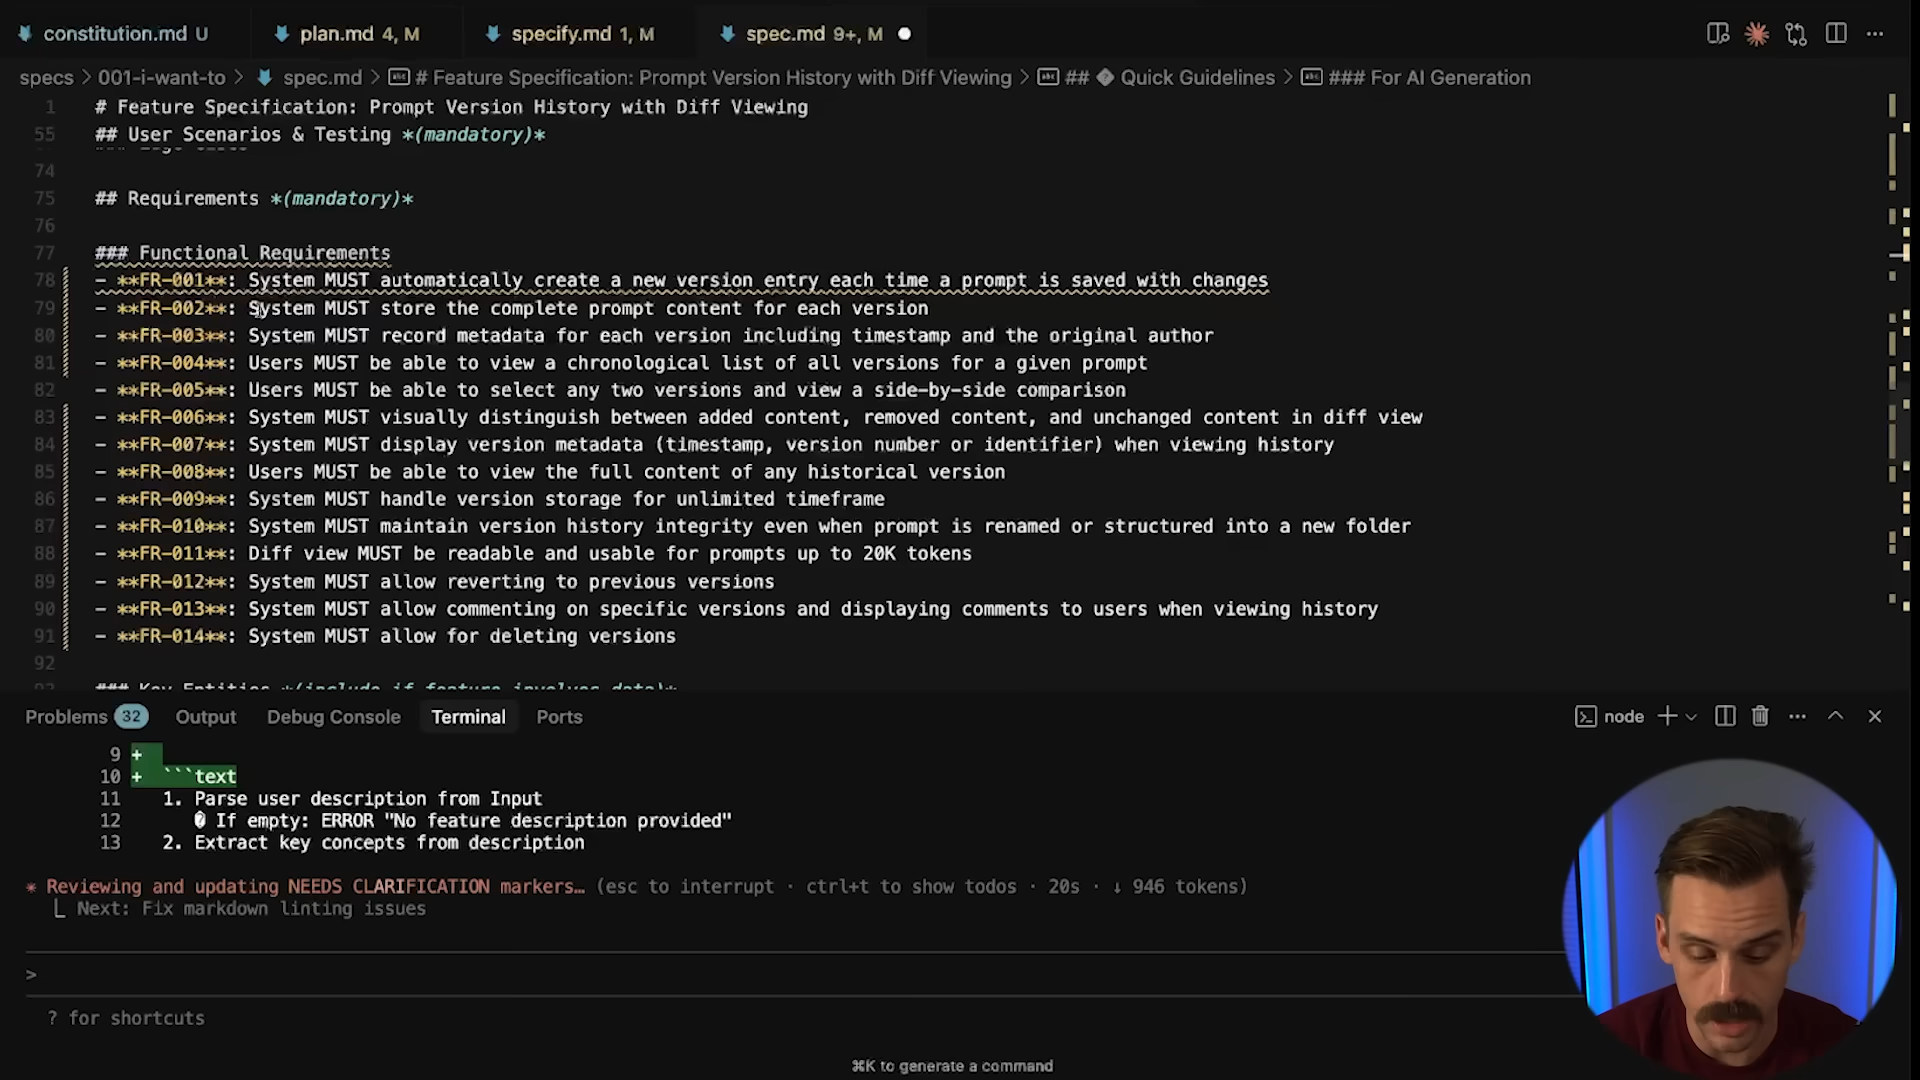 constitution.md U
plan.md 4, M
specify.md 1, M
spec.md 9+, M
specs > 001-i-want-to > spec.md > # Feature Specification: Prompt Version History with Diff Viewing > ## � Quick Guidelines > ### For AI Generation
1 # Feature Specification: Prompt Version History with Diff Viewing
55 ## User Scenarios & Testing *(mandatory)*
74
75 ## Requirements *(mandatory)*
76
77 ### Functional Requirements
78 - **FR-001**: System MUST automatically create a new version entry each time a prompt is saved with changes
79 - **FR-002**: System MUST store the complete prompt content for each version
80 - **FR-003**: System MUST record metadata for each version including timestamp and the original author
81 - **FR-004**: Users MUST be able to view a chronological list of all versions for a given prompt
82 - **FR-005**: Users MUST be able to select any two versions and view a side-by-side comparison
83 - **FR-006**: System MUST visually distinguish between added content, removed content, and unchanged content in diff view
84 - **FR-007**: System MUST display version metadata (timestamp, version number or identifier) when viewing history
85 - **FR-008**: Users MUST be able to view the full content of any historical version
86 - **FR-009**: System MUST handle version storage for unlimited timeframe
87 - **FR-010**: System MUST maintain version history integrity even when prompt is renamed or structured into a new folder
88 - **FR-011**: Diff view MUST be readable and usable for prompts up to 20K tokens
89 - **FR-012**: System MUST allow reverting to previous versions
90 - **FR-013**: System MUST allow commenting on specific versions and displaying comments to users when viewing history
91 - **FR-014**: System MUST allow for deleting versions
92
### Key Entities *(include if feature involves data)*
Problems 32 Output Debug Console Terminal Ports
node
9 +
10 + ```text
11 1. Parse user description from Input
12 � If empty: ERROR "No feature description provided"
13 2. Extract key concepts from description
* Reviewing and updating NEEDS CLARIFICATION markers… (esc to interrupt · ctrl+t to show todos · 20s · ↓ 946 tokens)
⎿ Next: Fix markdown linting issues
>
? for shortcuts
⌘K to generate a command